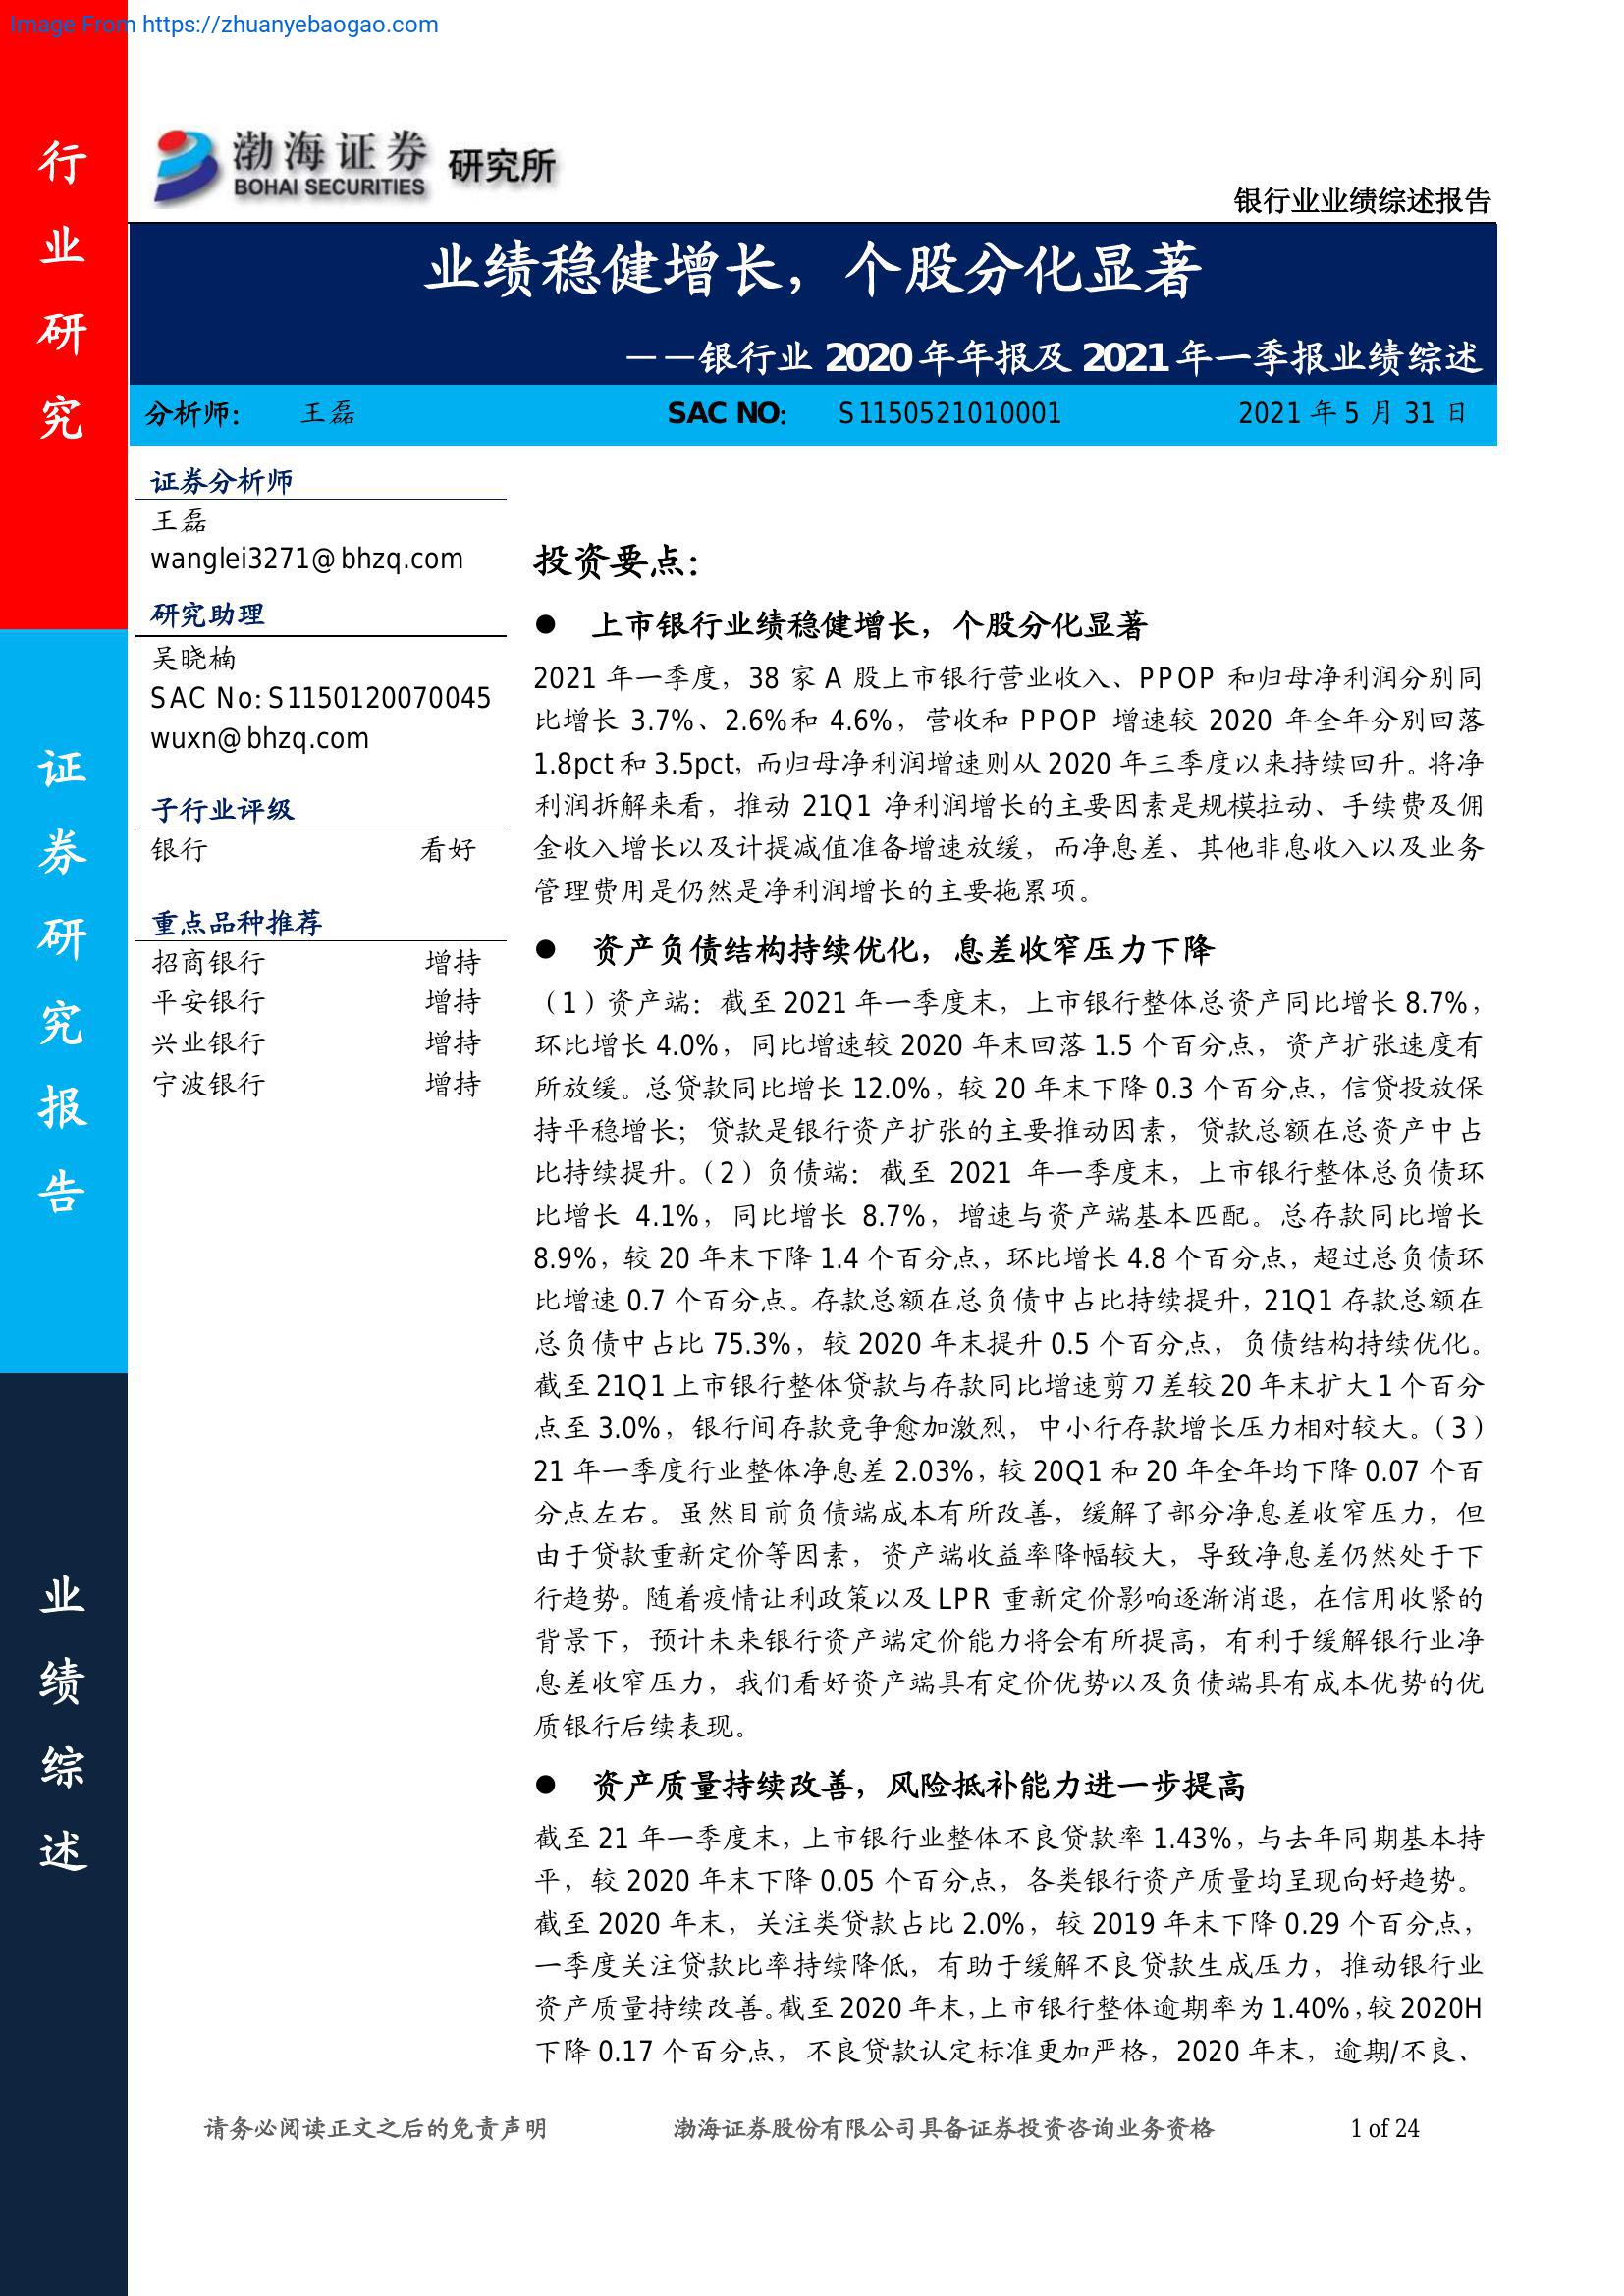 Image From https://zhuanyebaogao.com
行业研究
证券研究报告
业绩综述
渤海证券 研究所
BOHAI SECURITIES
银行业业绩综述报告
业绩稳健增长，个股分化显著
——银行业 2020 年年报及 2021 年一季报业绩综述
分析师： 王磊 SAC NO： S1150521010001 2021 年 5 月 31 日
证券分析师
王磊
wanglei3271@bhzq.com
研究助理
吴晓楠
SAC No:S1150120070045
wuxn@bhzq.com
子行业评级
银行 看好
重点品种推荐
招商银行 增持
平安银行 增持
兴业银行 增持
宁波银行 增持
投资要点：
● 上市银行业绩稳健增长，个股分化显著
2021 年一季度，38 家 A 股上市银行营业收入、PPOP 和归母净利润分别同
比增长 3.7%、2.6%和 4.6%，营收和 PPOP 增速较 2020 年全年分别回落
1.8pct 和 3.5pct，而归母净利润增速则从 2020 年三季度以来持续回升。将净
利润拆解来看，推动 21Q1 净利润增长的主要因素是规模拉动、手续费及佣
金收入增长以及计提减值准备增速放缓，而净息差、其他非息收入以及业务
管理费用是仍然是净利润增长的主要拖累项。
● 资产负债结构持续优化，息差收窄压力下降
（1）资产端：截至 2021 年一季度末，上市银行整体总资产同比增长 8.7%，
环比增长 4.0%，同比增速较 2020 年末回落 1.5 个百分点，资产扩张速度有
所放缓。总贷款同比增长 12.0%，较 20 年末下降 0.3 个百分点，信贷投放保
持平稳增长；贷款是银行资产扩张的主要推动因素，贷款总额在总资产中占
比持续提升。（2）负债端：截至 2021 年一季度末，上市银行整体总负债环
比增长 4.1%，同比增长 8.7%，增速与资产端基本匹配。总存款同比增长
8.9%，较 20 年末下降 1.4 个百分点，环比增长 4.8 个百分点，超过总负债环
比增速 0.7 个百分点。存款总额在总负债中占比持续提升，21Q1 存款总额在
总负债中占比 75.3%，较 2020 年末提升 0.5 个百分点，负债结构持续优化。
截至 21Q1 上市银行整体贷款与存款同比增速剪刀差较 20 年末扩大 1 个百分
点至 3.0%，银行间存款竞争愈加激烈，中小行存款增长压力相对较大。（3）
21 年一季度行业整体净息差 2.03%，较 20Q1 和 20 年全年均下降 0.07 个百
分点左右。虽然目前负债端成本有所改善，缓解了部分净息差收窄压力，但
由于贷款重新定价等因素，资产端收益率降幅较大，导致净息差仍然处于下
行趋势。随着疫情让利政策以及 LPR 重新定价影响逐渐消退，在信用收紧的
背景下，预计未来银行资产端定价能力将会有所提高，有利于缓解银行业净
息差收窄压力，我们看好资产端具有定价优势以及负债端具有成本优势的优
质银行后续表现。
● 资产质量持续改善，风险抵补能力进一步提高
截至 21 年一季度末，上市银行业整体不良贷款率 1.43%，与去年同期基本持
平，较 2020 年末下降 0.05 个百分点，各类银行资产质量均呈现向好趋势。
截至 2020 年末，关注类贷款占比 2.0%，较 2019 年末下降 0.29 个百分点，
一季度关注贷款比率持续降低，有助于缓解不良贷款生成压力，推动银行业
资产质量持续改善。截至 2020 年末，上市银行整体逾期率为 1.40%，较 2020H
下降 0.17 个百分点，不良贷款认定标准更加严格，2020 年末，逾期/不良、
请务必阅读正文之后的免责声明 渤海证券股份有限公司具备证券投资咨询业务资格 1 of 24